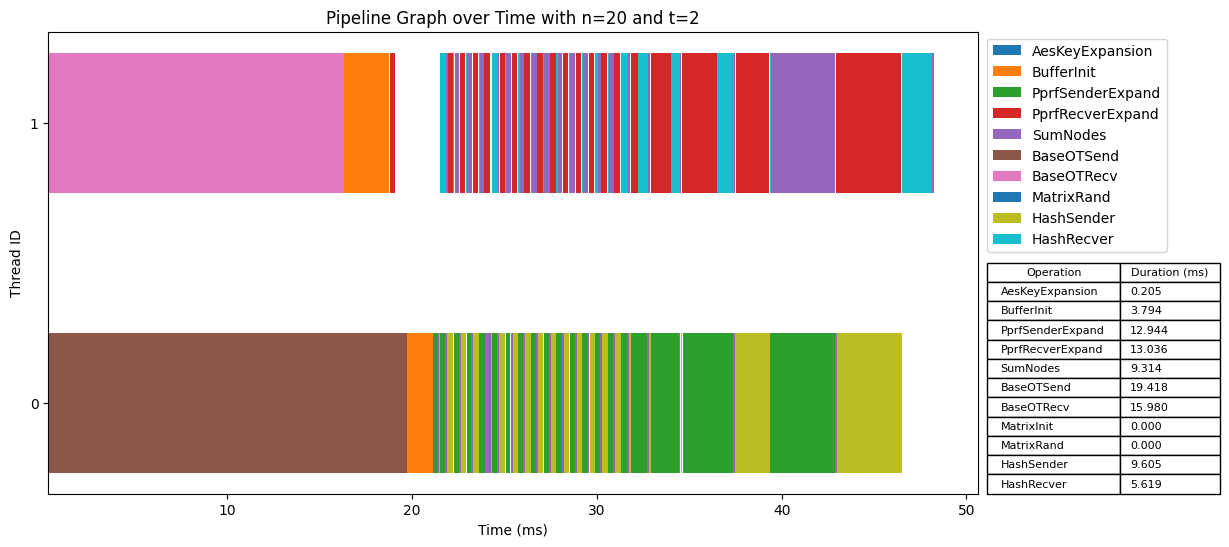 Pipeline Graph over Time with n=20 and t=2
Thread ID
1
0
10
20
30
40
50
Time (ms)
AesKeyExpansion
BufferInit
PprfSenderExpand
PprfRecverExpand
SumNodes
BaseOTSend
BaseOTRecv
MatrixRand
HashSender
HashRecver
Operation Duration (ms)
AesKeyExpansion 0.205
BufferInit 3.794
PprfSenderExpand 12.944
PprfRecverExpand 13.036
SumNodes 9.314
BaseOTSend 19.418
BaseOTRecv 15.980
MatrixInit 0.000
MatrixRand 0.000
HashSender 9.605
HashRecver 5.619